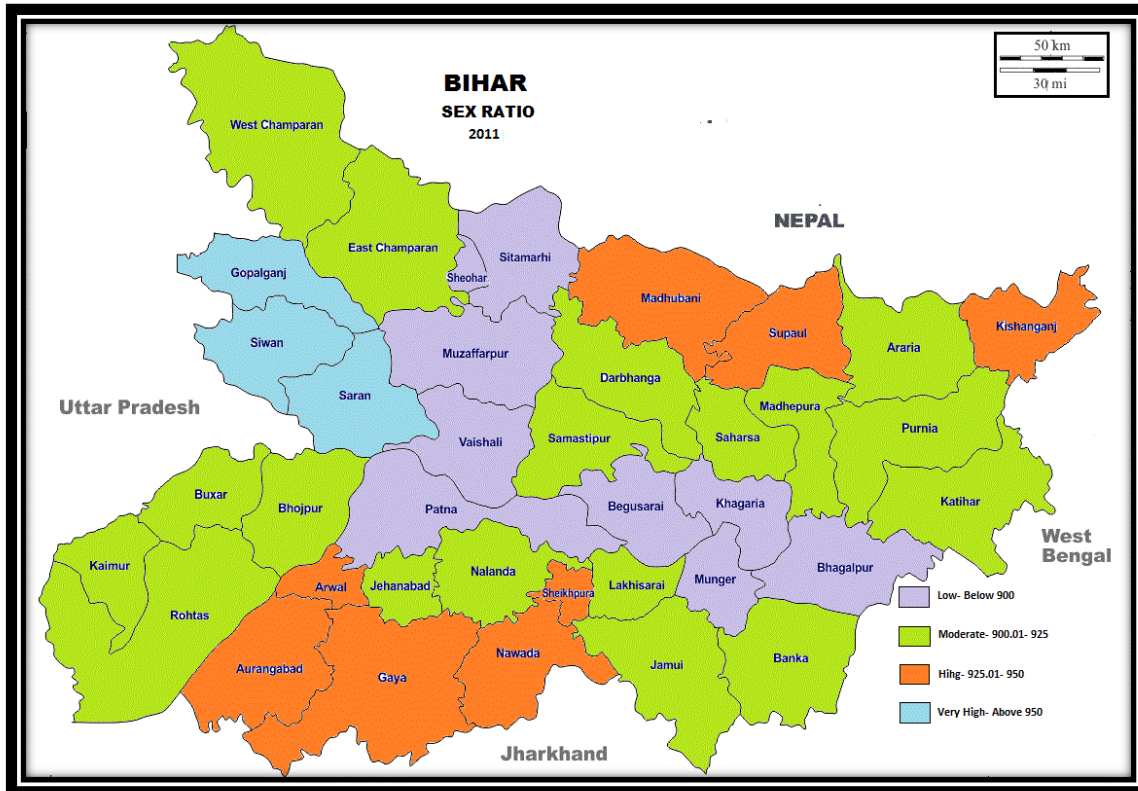 50 km
30 mi
BIHAR
SEX RATIO
2011
West Champaran
NEPAL
East Champaran
Sitamarhi
Gopalganj
Sheohar
Madhubani
Kishanganj
Supaul
Siwan
Araria
Muzaffarpur
Darbhanga
Saran
Madhepura
Uttar Pradesh
Purnia
Vaishali
Samastipur
Saharsa
Buxar
Katihar
Bhojpur
Patna
Begusarai
Khagaria
West
Bengal
Kaimur
Bhagalpur
Nalanda
Munger
Arwal
Jehanabad
Lakhisarai
Sheikhpura
Low- Below 900
Rohtas
Moderate- 900.01- 925
Nawada
Banka
Jamui
Aurangabad
Gaya
Hihg- 925.01- 950
Very High- Above 950
Jharkhand